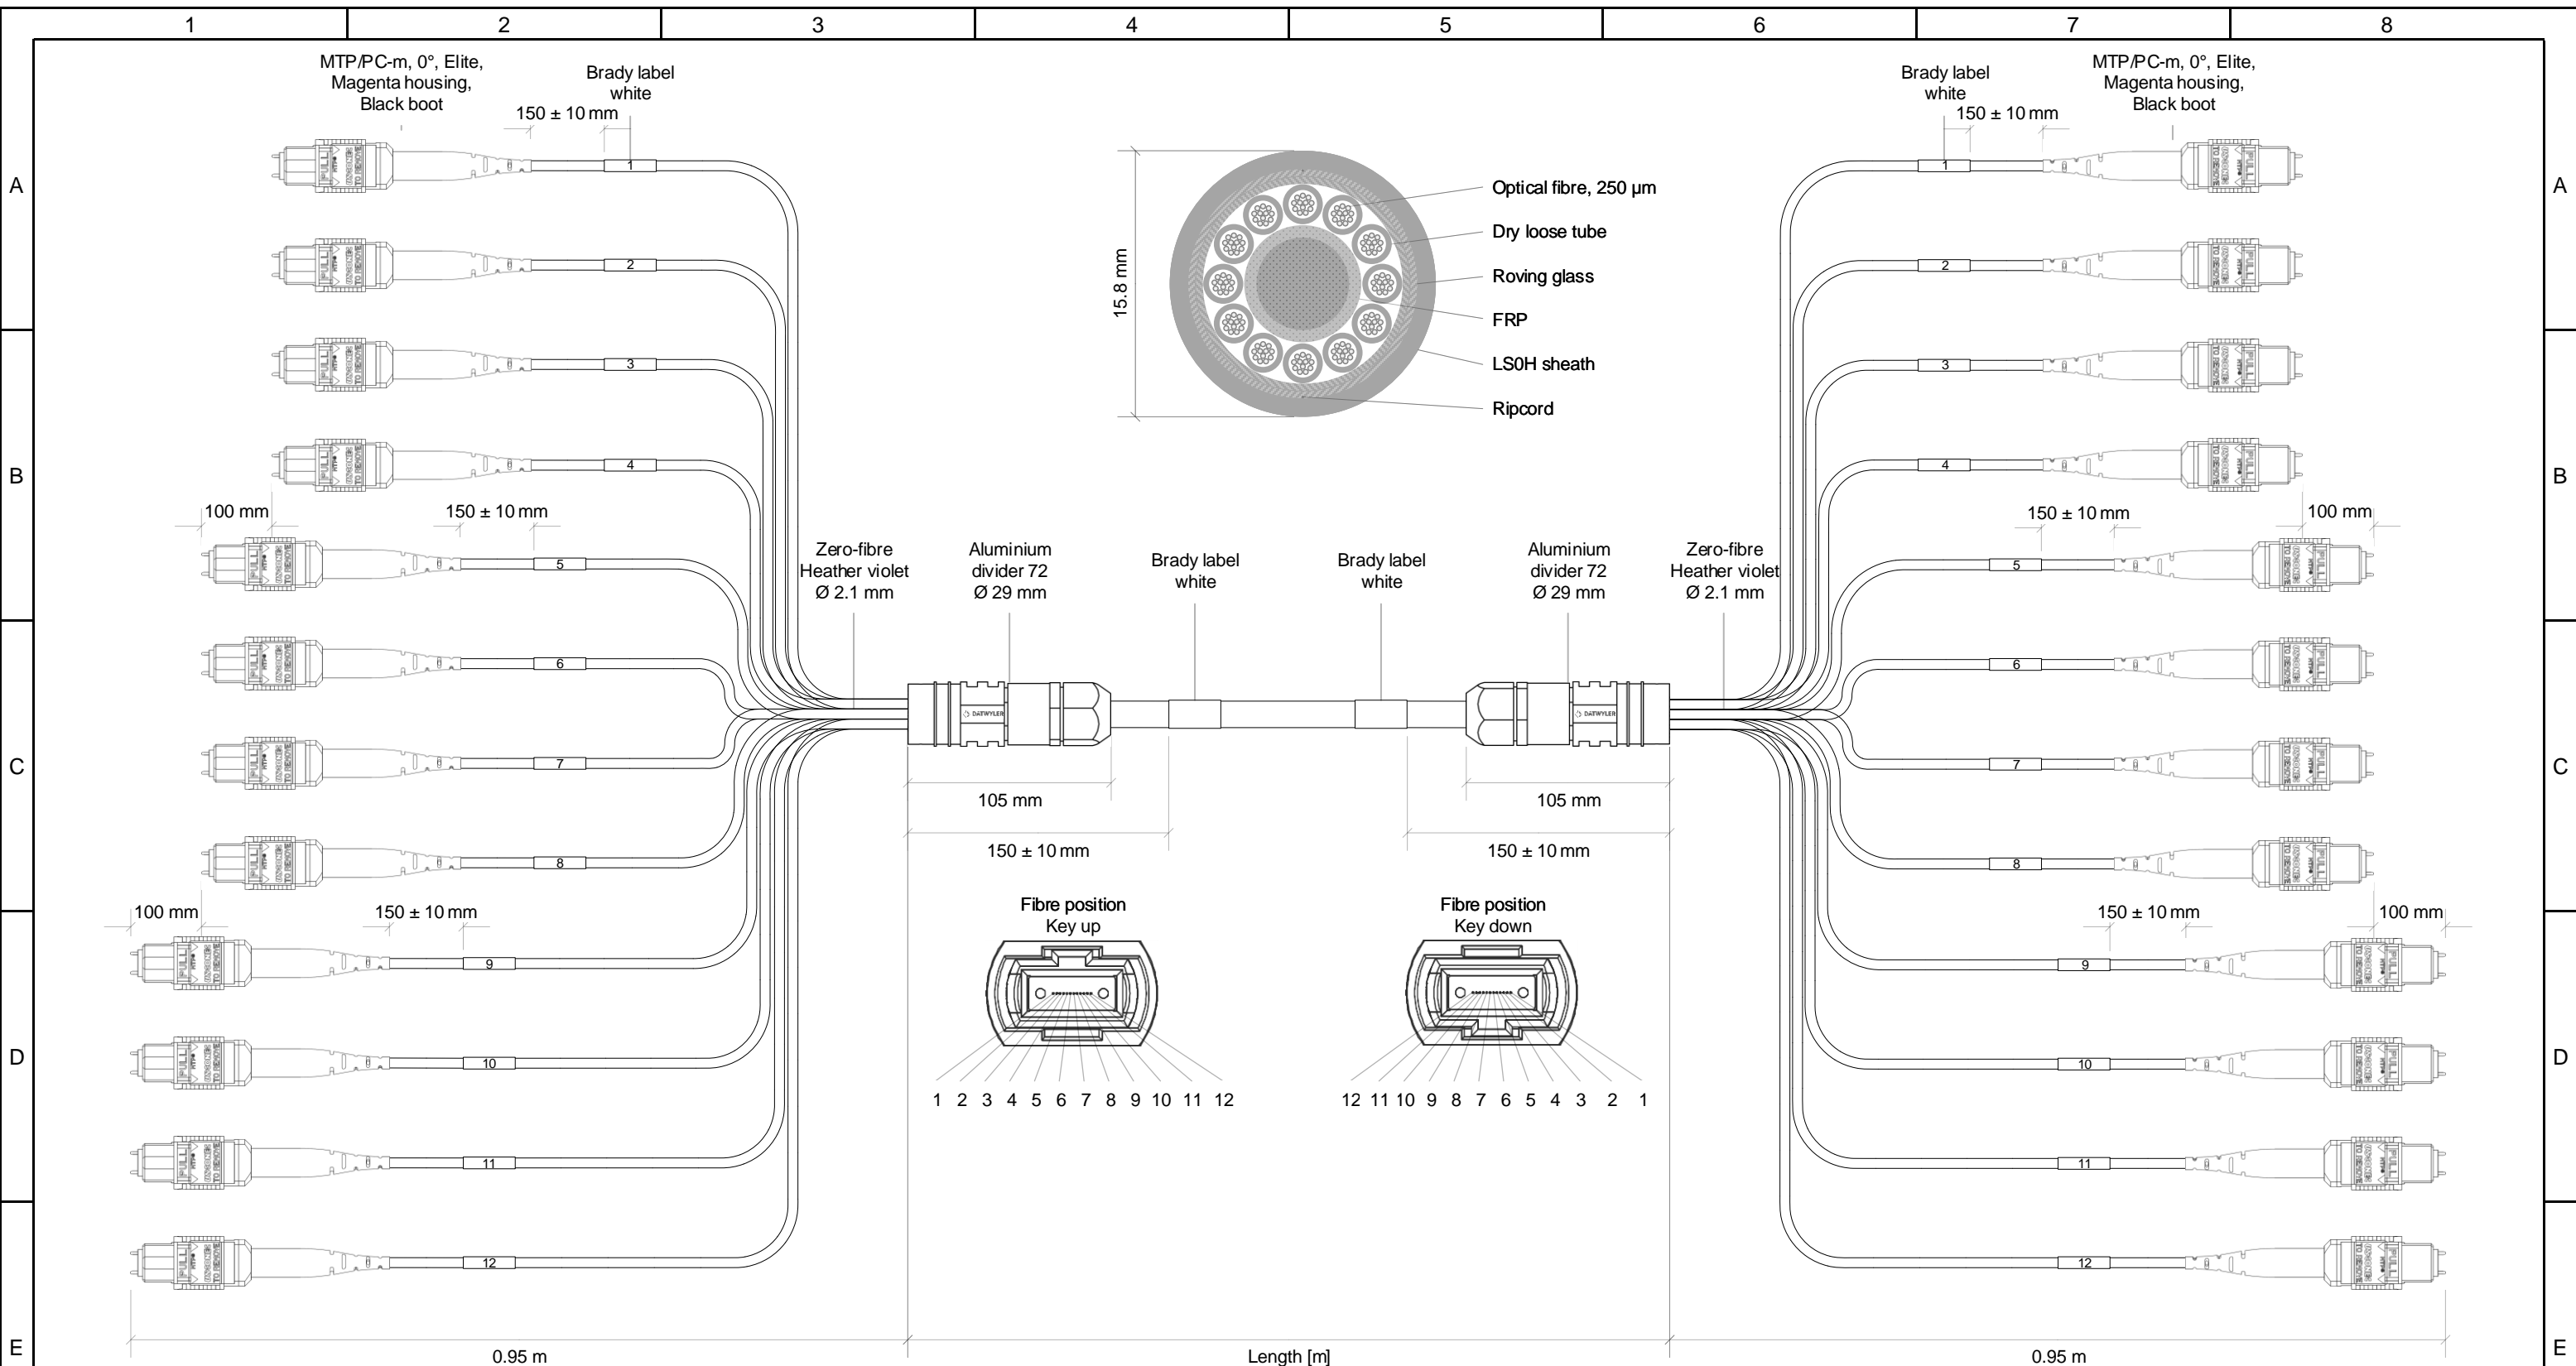 1 2 3 4 5 6 7 8
MTP/PC-m, 0°, Elite,
Magenta housing,
Black boot
Brady label
white
150 ± 10 mm
Brady label
white
150 ± 10 mm
MTP/PC-m, 0°, Elite,
Magenta housing,
Black boot
A
A
PULL
TO REMOVE
1
2
3
4
15.8 mm
Optical fibre, 250 µm
Dry loose tube
Roving glass
FRP
LS0H sheath
Ripcord
1
2
3
4
B
B
100 mm
150 ± 10 mm
150 ± 10 mm
100 mm
5
6
7
8
Zero-fibre
Heather violet
Ø 2.1 mm
Aluminium
divider 72
Ø 29 mm
Brady label
white
Brady label
white
Aluminium
divider 72
Ø 29 mm
Zero-fibre
Heather violet
Ø 2.1 mm
5
6
7
8
DÄTWYLER
DÄTWYLER
C
C
105 mm
105 mm
150 ± 10 mm
150 ± 10 mm
100 mm
150 ± 10 mm
150 ± 10 mm
100 mm
Fibre position
Key up
Fibre position
Key down
9
10
11
12
1 2 3 4 5 6 7 8 9 10 11 12
12 11 10 9 8 7 6 5 4 3 2 1
9
10
11
12
D
D
E
E
0.95 m
Length [m]
0.95 m